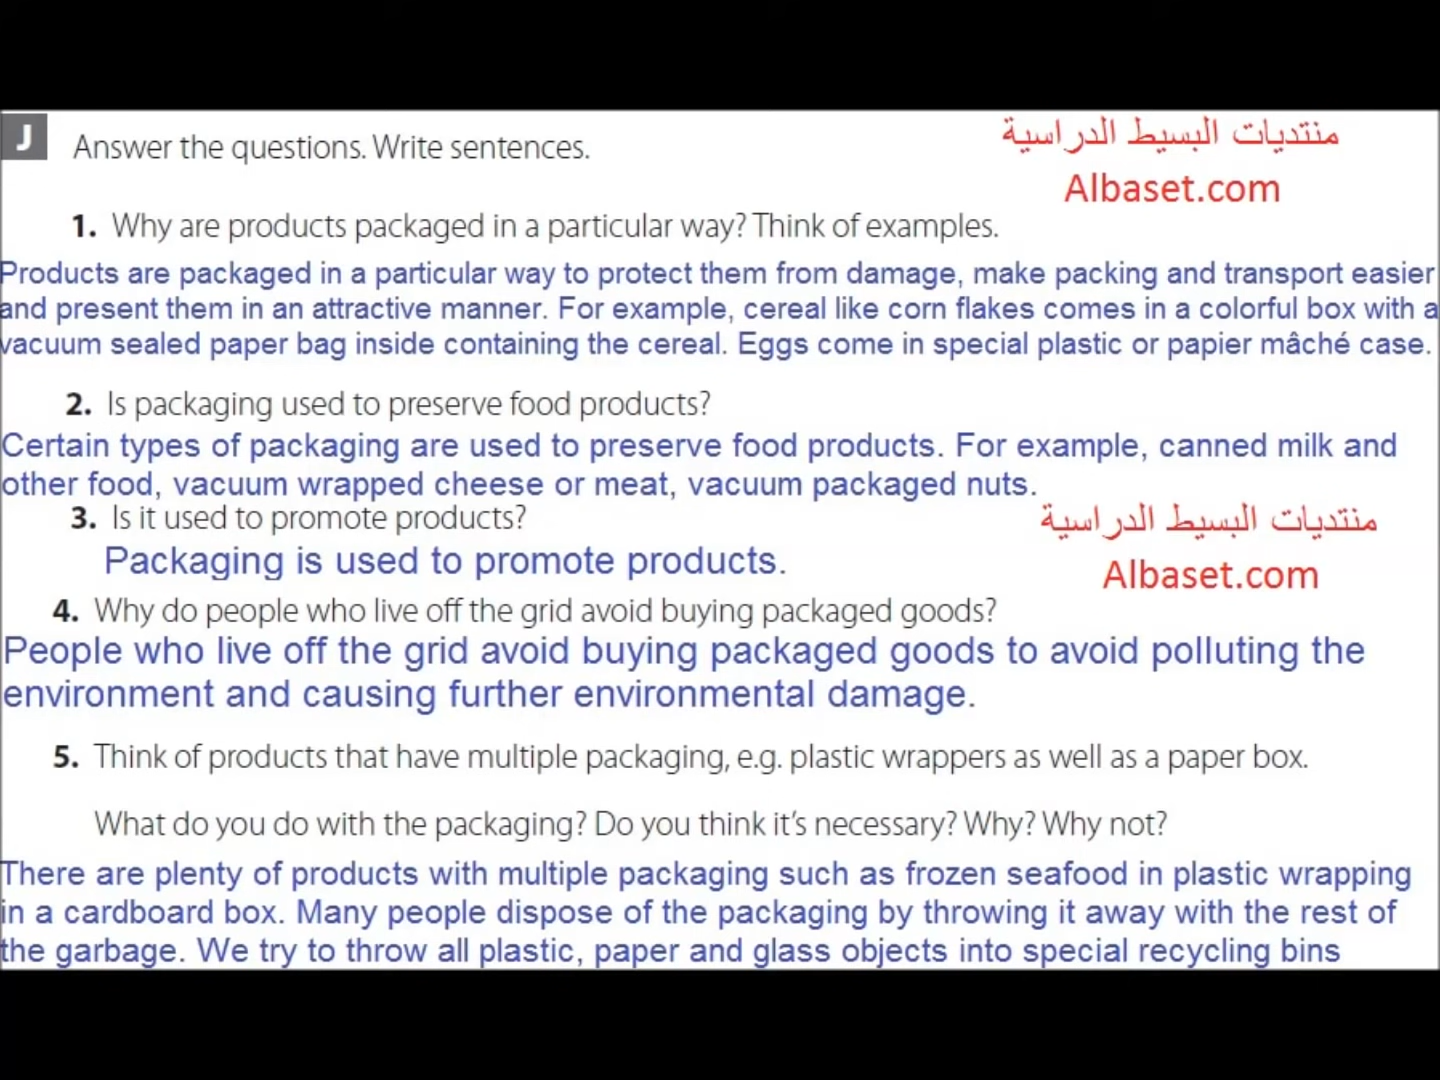 J Answer the questions. Write sentences.
منتديات البسيط الدراسية
Albaset.com
1. Why are products packaged in a particular way? Think of examples.
Products are packaged in a particular way to protect them from damage, make packing and transport easier
and present them in an attractive manner. For example, cereal like corn flakes comes in a colorful box with a
vacuum sealed paper bag inside containing the cereal. Eggs come in special plastic or papier mâché case.
2. Is packaging used to preserve food products?
Certain types of packaging are used to preserve food products. For example, canned milk and
other food, vacuum wrapped cheese or meat, vacuum packaged nuts.
3. Is it used to promote products?
منتديات البسيط الدراسية
Packaging is used to promote products.
Albaset.com
4. Why do people who live off the grid avoid buying packaged goods?
People who live off the grid avoid buying packaged goods to avoid polluting the
environment and causing further environmental damage.
5. Think of products that have multiple packaging, e.g. plastic wrappers as well as a paper box.
What do you do with the packaging? Do you think it's necessary? Why? Why not?
There are plenty of products with multiple packaging such as frozen seafood in plastic wrapping
in a cardboard box. Many people dispose of the packaging by throwing it away with the rest of
the garbage. We try to throw all plastic, paper and glass objects into special recycling bins